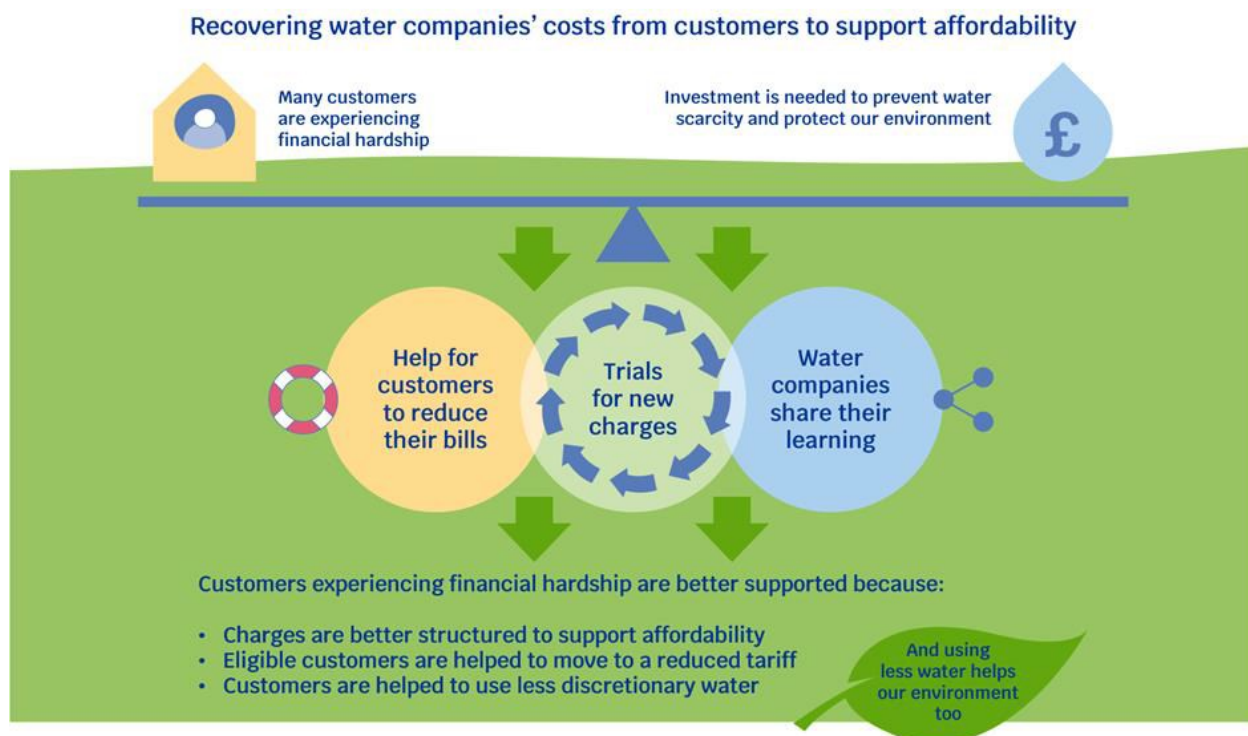 Recovering water companies’ costs from customers to support affordability
Many customers
are experiencing
financial hardship
Investment is needed to prevent water
scarcity and protect our environment
£
Help for
customers
to reduce
their bills
Trials
for new
charges
Water
companies
share their
learning
Customers experiencing financial hardship are better supported because:
• Charges are better structured to support affordability
• Eligible customers are helped to move to a reduced tariff
• Customers are helped to use less discretionary water
And using
less water helps
our environment
too